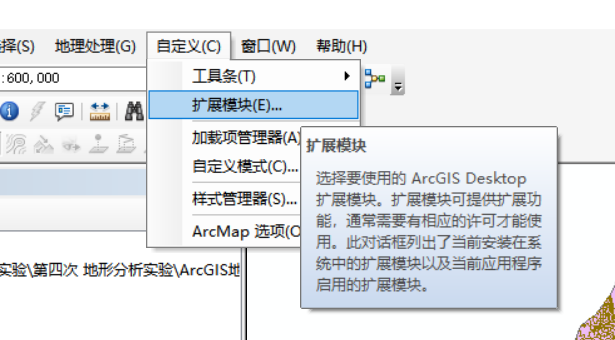 择(S) 地理处理(G) 自定义(C) 窗口(W) 帮助(H)
:600,000
工具条(T)
扩展模块(E)...
加载项管理器(A)
自定义模式(C)...
样式管理器(S)...
ArcMap 选项(O
扩展模块
选择要使用的 ArcGIS Desktop
扩展模块。扩展模块可提供扩展功
能，通常需要有相应的许可才能使
用。此对话框列出了当前安装在系
统中的扩展模块以及当前应用程序
启用的扩展模块。
实验\第四次 地形分析实验\ArcGIS地